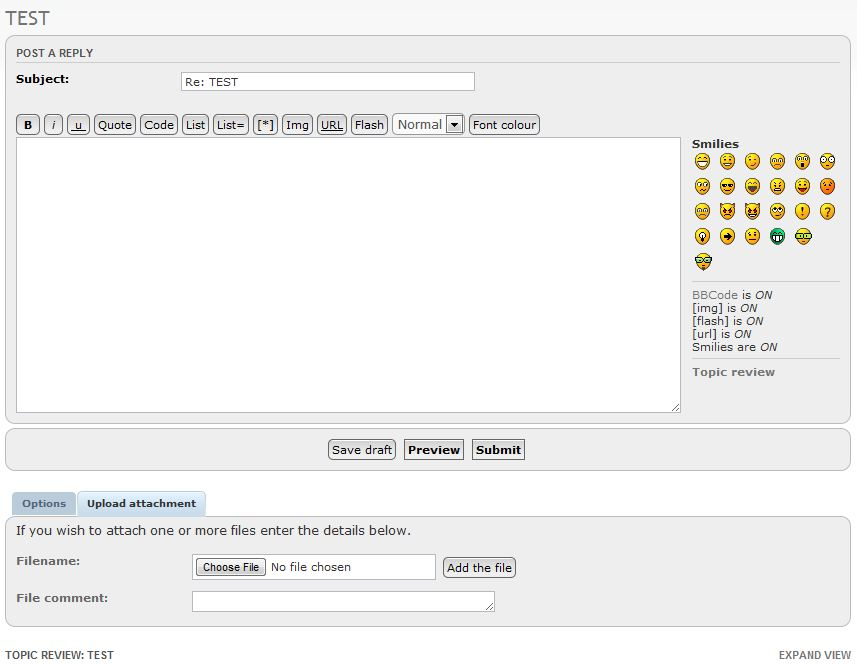 TEST
POST A REPLY
Subject:
Re: TEST
B i u Quote Code List List= [*] Img URL Flash Normal Font colour
Smilies
BBCode is ON
[img] is ON
[flash] is ON
[url] is ON
Smilies are ON
Topic review
Save draft Preview Submit
Options Upload attachment
If you wish to attach one or more files enter the details below.
Filename: Choose File No file chosen Add the file
File comment:
TOPIC REVIEW: TEST EXPAND VIEW